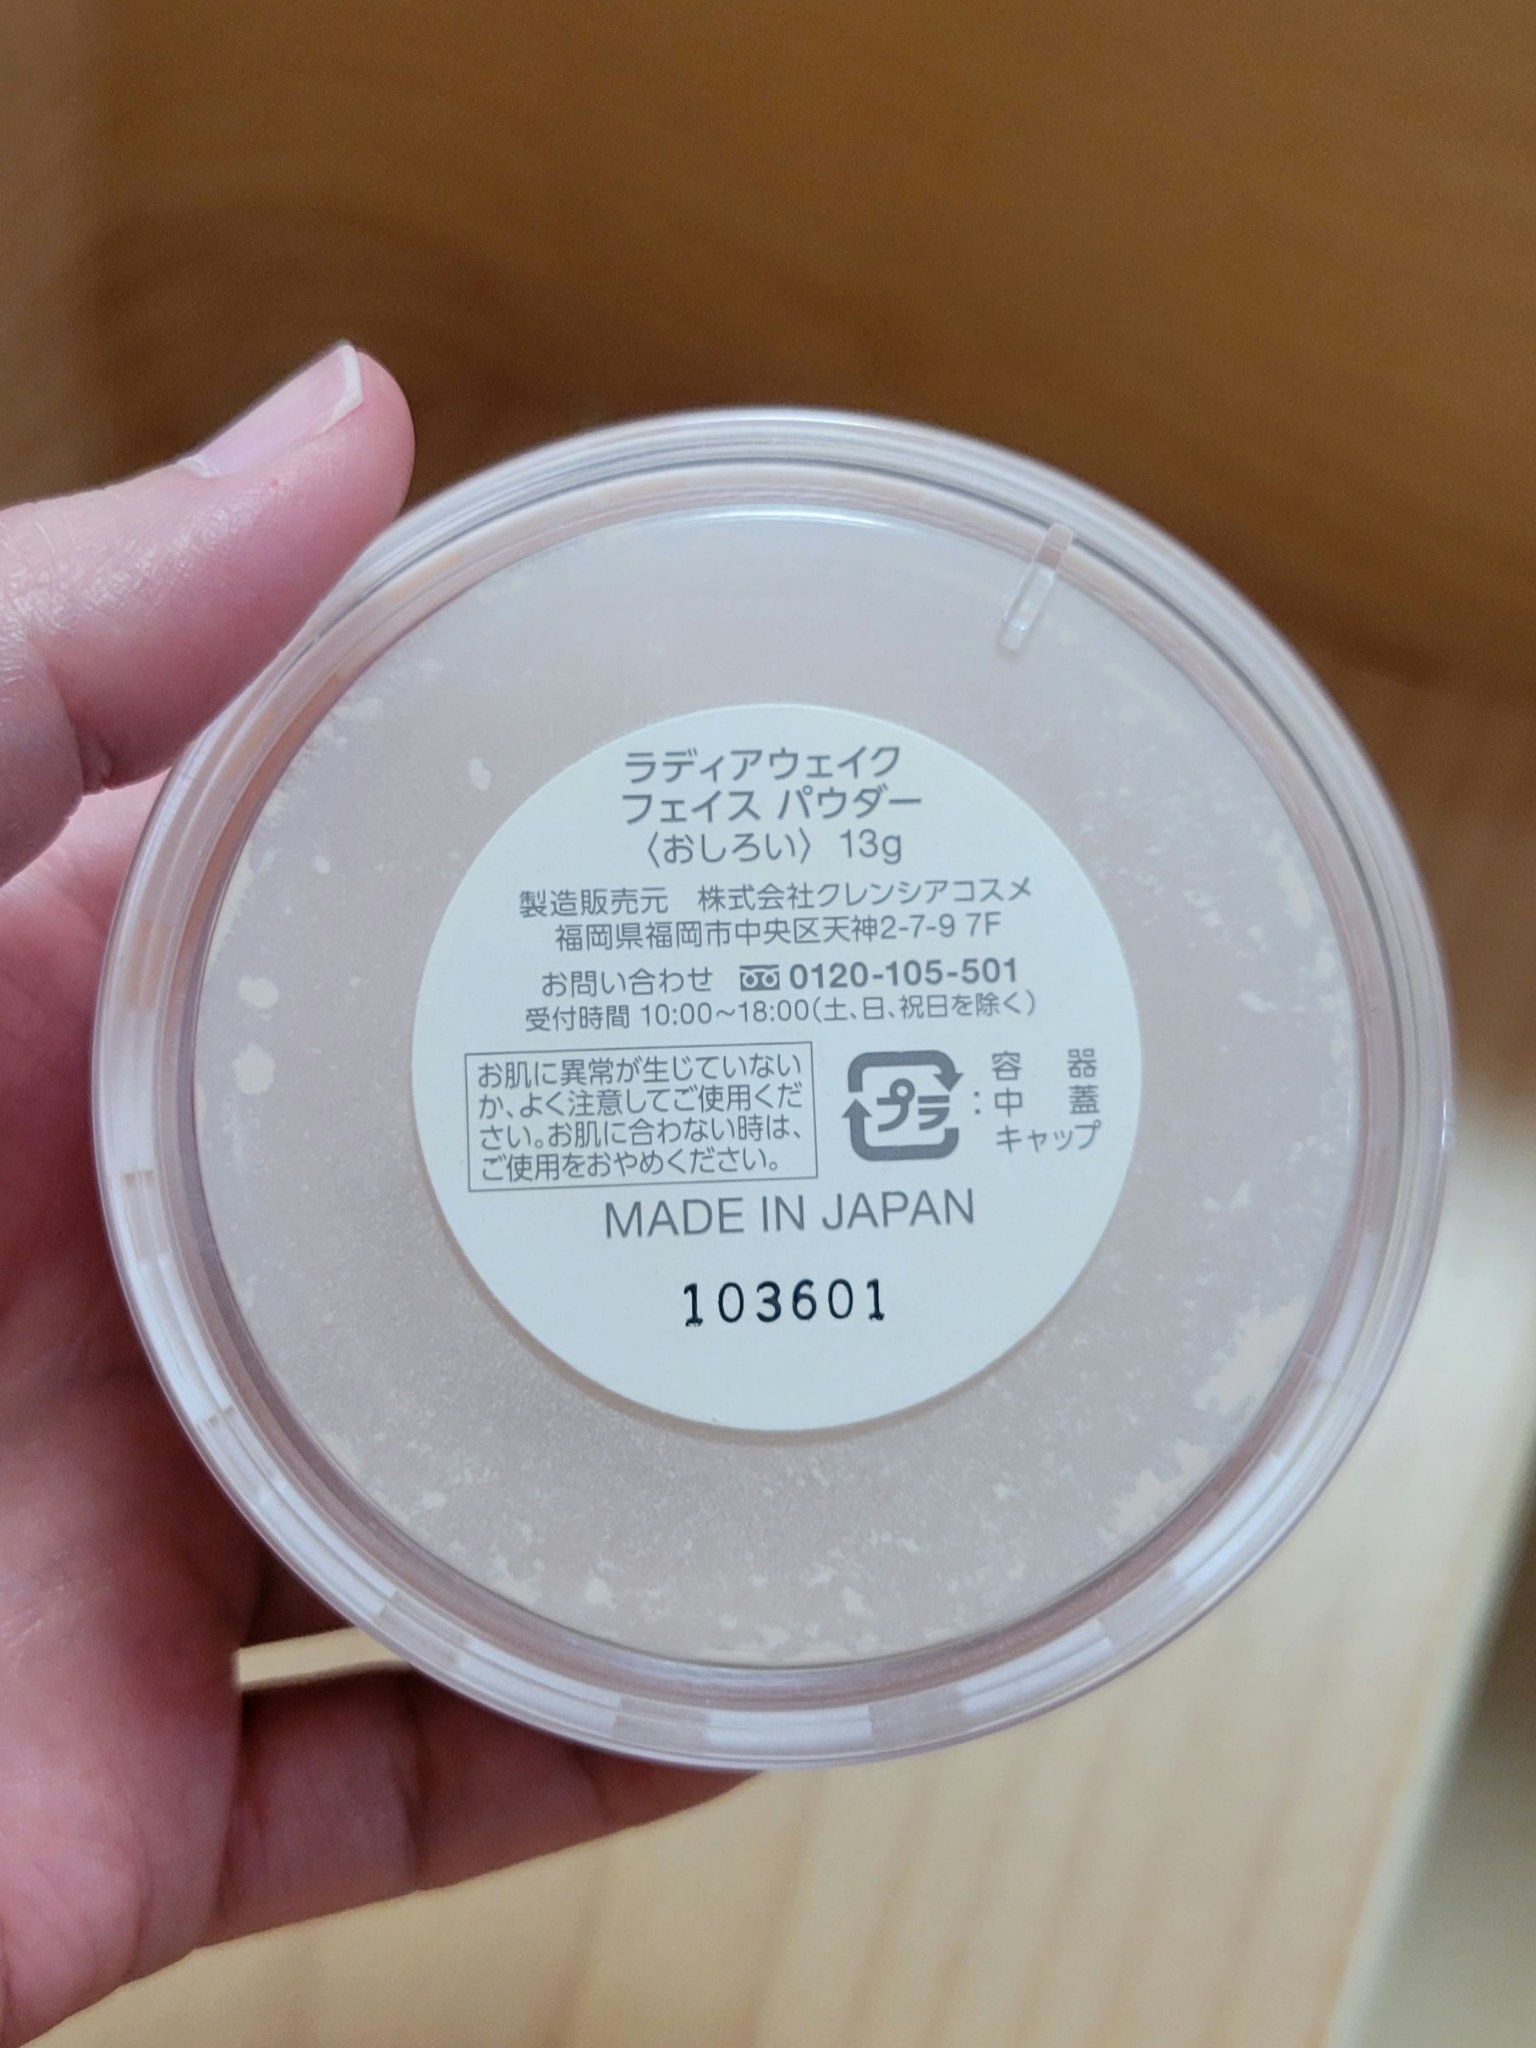 ラディアウェイク
フェイス パウダー
〈おしろい〉 13g
製造販売元 株式会社クレンシアコスメ
福岡県福岡市中央区天神2-7-9 7F
お問い合わせ 0120-105-501
受付時間 10:00～18:00(土、日、祝日を除く)
お肌に異常が生じていない
か、よく注意してご使用くだ
さい。お肌に合わない時は、
ご使用をおやめください。
プラ
: 容器
中蓋
キャップ
MADE IN JAPAN
103601